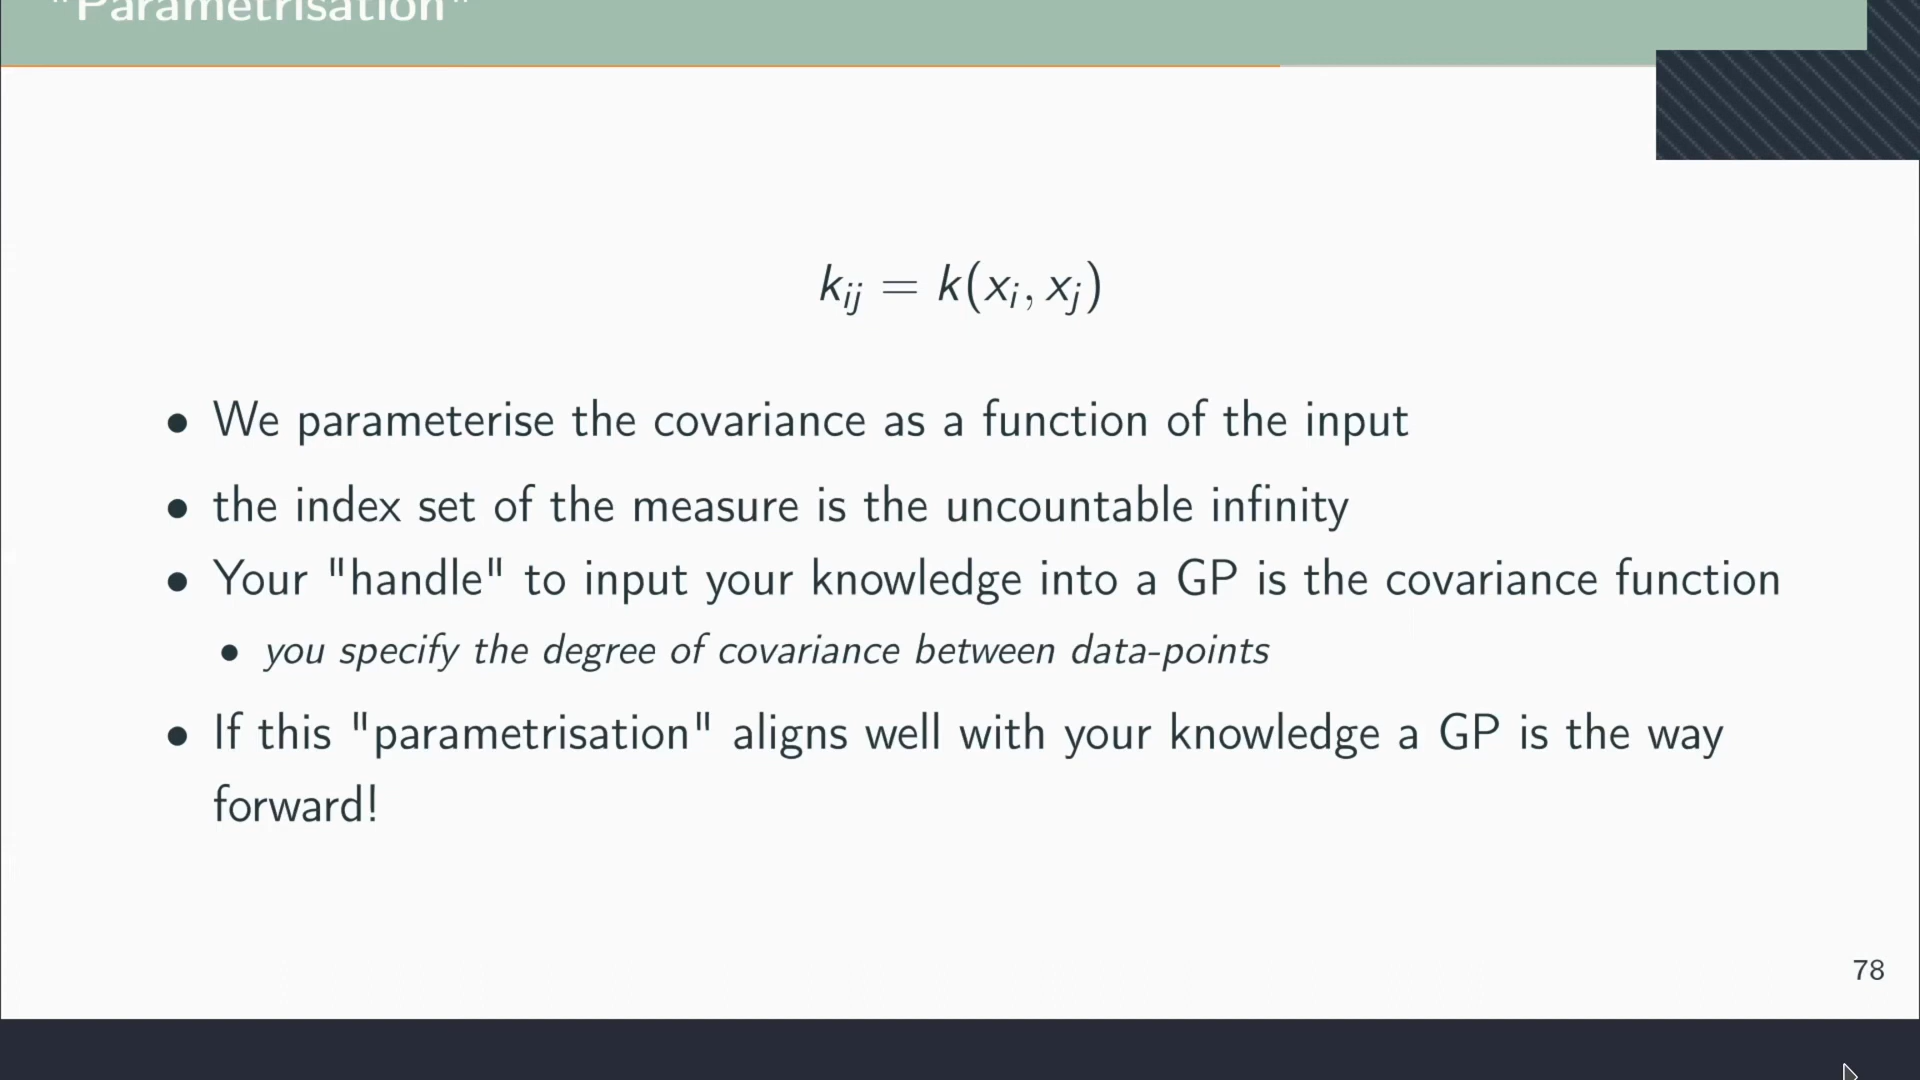 "Parametrisation"
k_{ij} = k(x_i, x_j)
• We parameterise the covariance as a function of the input
• the index set of the measure is the uncountable infinity
• Your "handle" to input your knowledge into a GP is the covariance function
• you specify the degree of covariance between data-points
• If this "parametrisation" aligns well with your knowledge a GP is the way
forward!
78